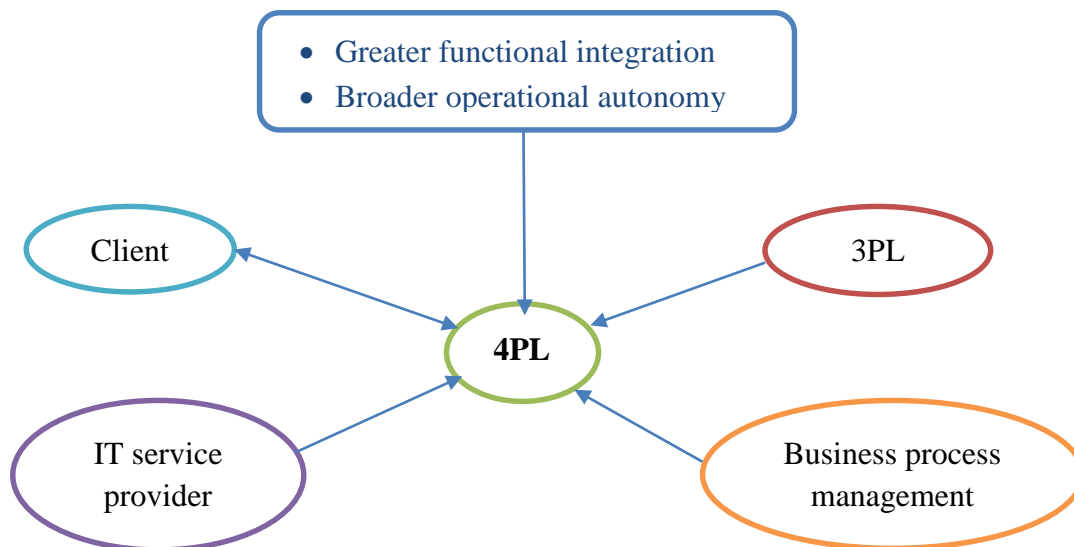 • Greater functional integration
• Broader operational autonomy
Client
3PL
4PL
IT service
provider
Business process
management